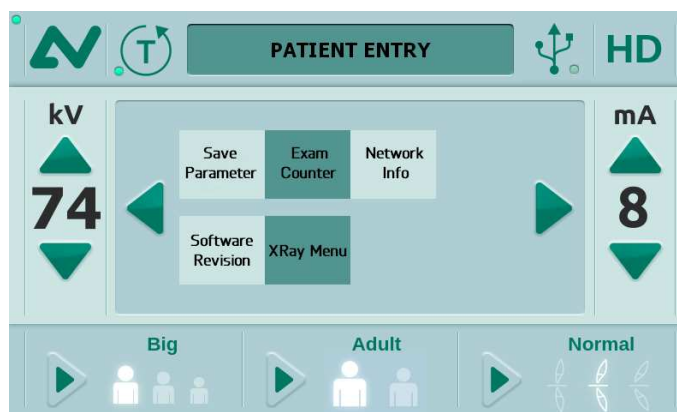 T
PATIENT ENTRY
HD
kV
mA
74
8
Save
Parameter
Exam
Counter
Network
Info
Software
Revision
XRay Menu
Big
Adult
Normal